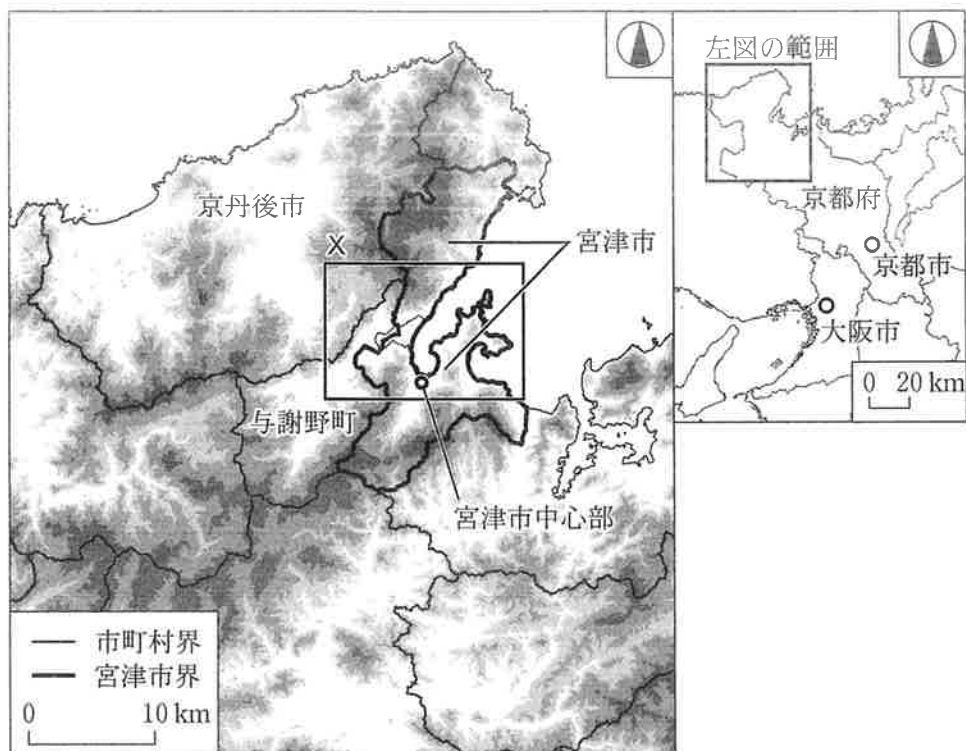 京丹後市
X
宮津市
与謝野町
宮津市中心部
市町村界
宮津市界
0 10 km
左図の範囲
京都府
京都市
大阪市
0 20 km